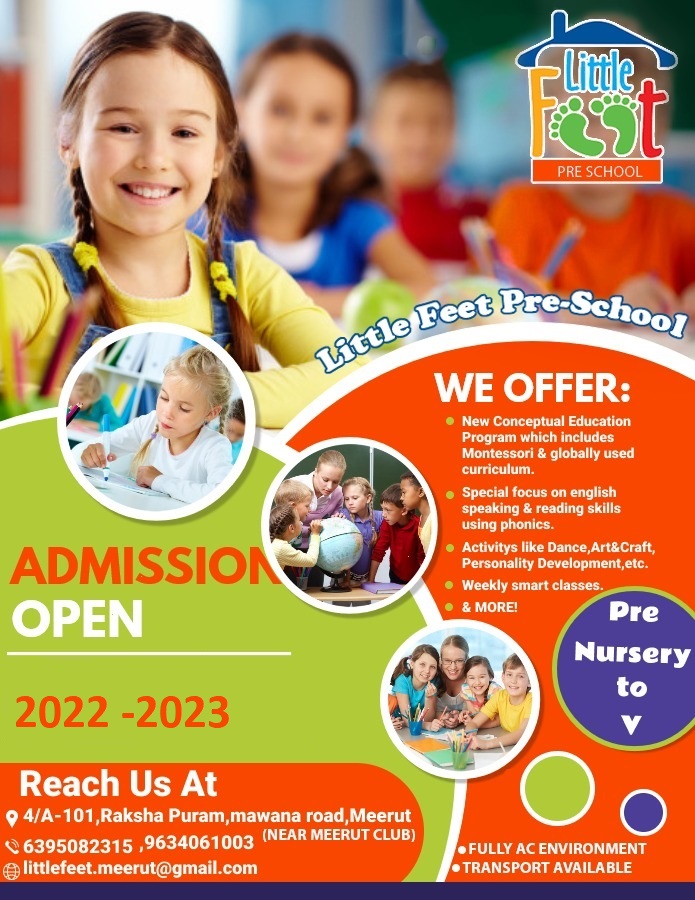 Little
Feet
PRE SCHOOL
Little Feet Pre-School
WE OFFER:
New Conceptual Education
Program which includes
Montessori & globally used
curriculum.
Special focus on english
speaking & reading skills
using phonics.
Activitys like Dance,Art&Craft,
Personality Development,etc.
Weekly smart classes.
& MORE!
Pre
Nursery
to
V
ADMISSION
OPEN
2022 -2023
Reach Us At
4/A-101,Raksha Puram,mawana road,Meerut
(NEAR MEERUT CLUB)
6395082315 ,9634061003
littlefeet.meerut@gmail.com
FULLY AC ENVIRONMENT
TRANSPORT AVAILABLE